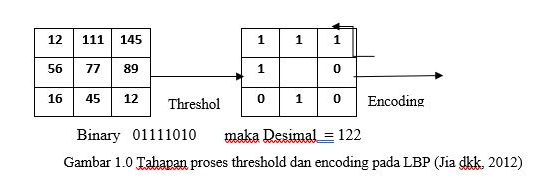 12 111 145 1 1 1
56 77 89 1 0
16 45 12 Threshol 0 1 0 Encoding
Binary 01111010 maka Desimal = 122
Gambar 1.0 Tahapan proses threshold dan encoding pada LBP (Jia dkk, 2012)